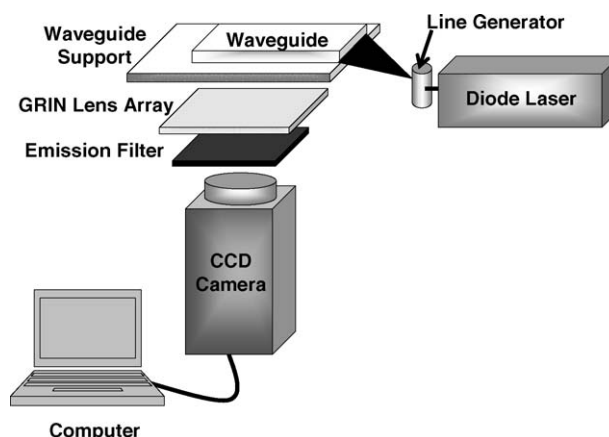 Line Generator
Waveguide
Support
Waveguide
Diode Laser
GRIN Lens Array
Emission Filter
CCD
Camera
Computer